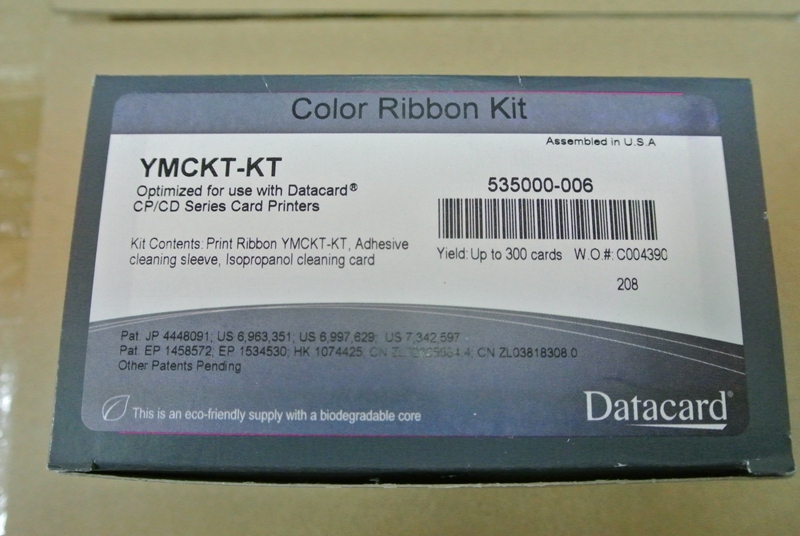 Color Ribbon Kit
Assembled in U.S.A
YMCKT-KT
Optimized for use with Datacard®
CP/CD Series Card Printers
535000-006
Kit Contents: Print Ribbon YMCKT-KT, Adhesive
cleaning sleeve, Isopropanol cleaning card
Yield: Up to 300 cards W.O.#: C004390
208
Pat. JP 4448091; US 6,963,351; US 6,997,629; US 7,342,597
Pat. EP 1458572; EP 1534530; HK 1074425, CN CN ZL03818308.0
Other Patents Pending
This is an eco-friendly supply with a biodegradable core
Datacard®